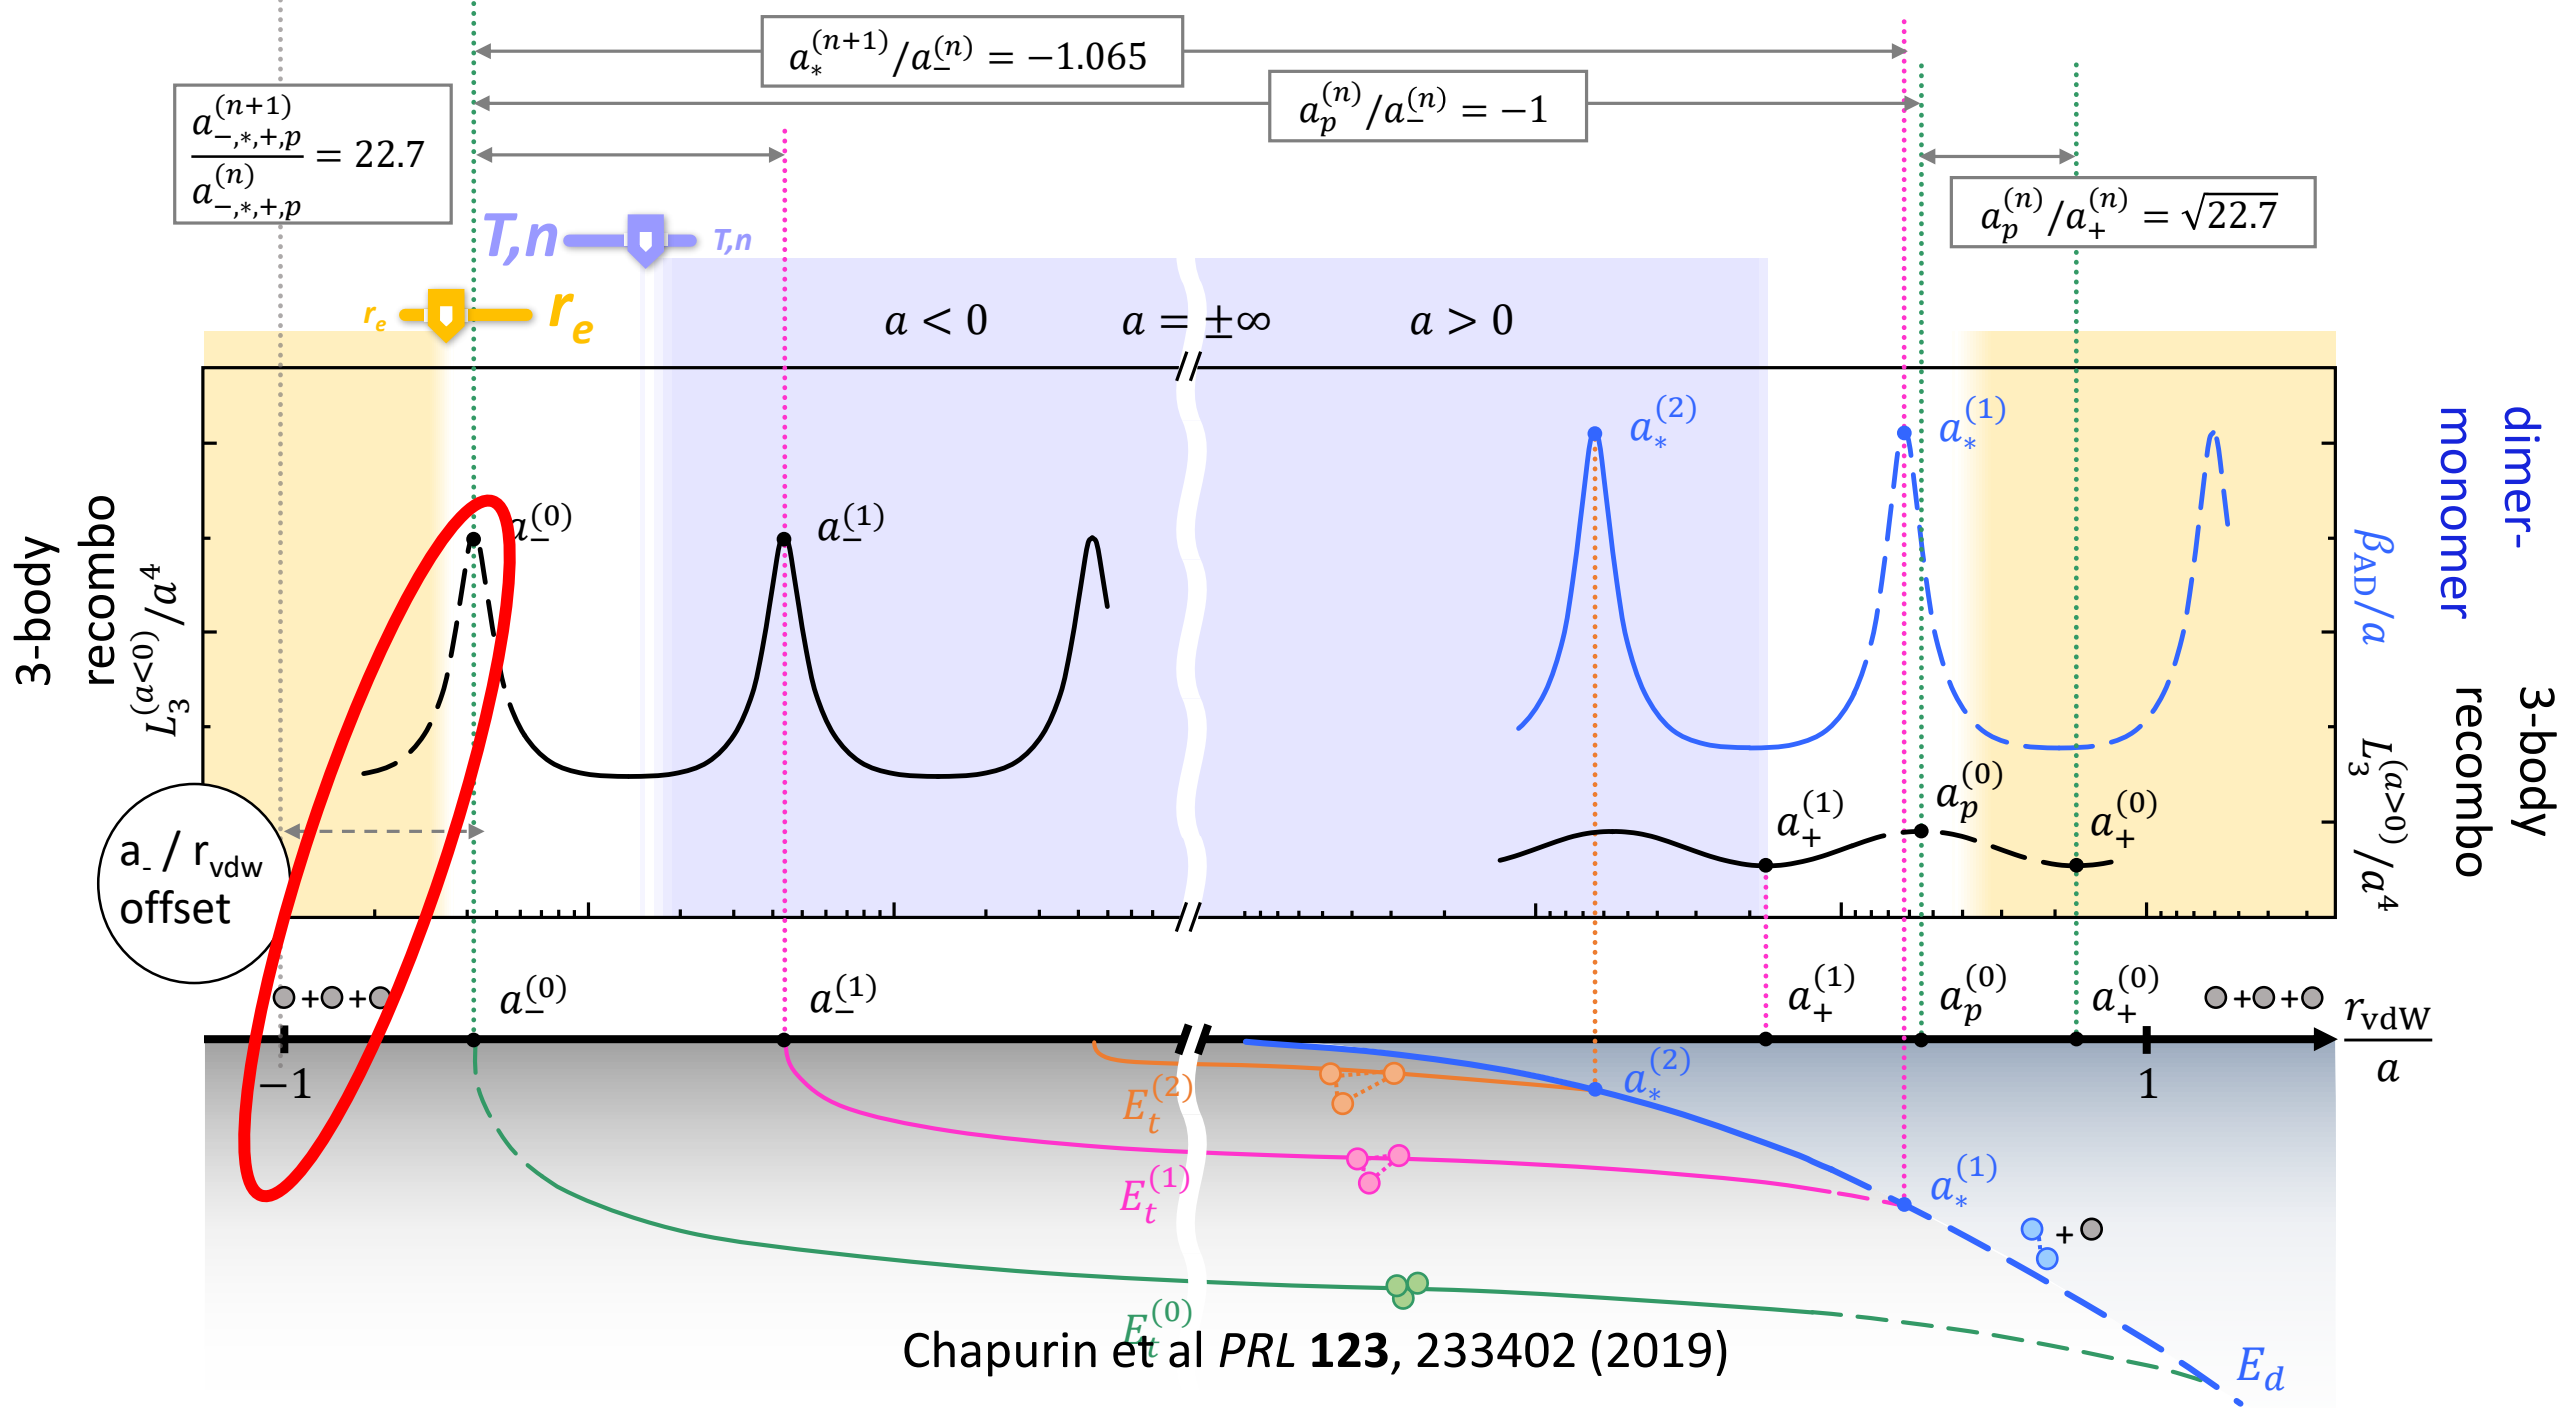 a_*^{(n+1)}/a_-^{(n)} = −1.065
a_p^{(n)}/a_-^{(n)} = −1
a_{-,*,+,p}^{(n+1)}
a_{-,*,+,p}^{(n)}
= 22.7
a_p^{(n)}/a_+^{(n)} = √22.7
T,n
T,n
r_e
r_e
a < 0
a = ±∞
a > 0
a_*^{(2)}
a_*^{(1)}
a_-^{(0)}
a_-^{(1)}
3-body
recombo
L_3^{(a<0)}/a^4
dimer-
monomer
β_AD/a
3-body
recombo
L_3^{(a>0)}/a^4
a_+^{(1)}
a_p^{(0)}
a_+^{(0)}
a_- / r_vdw
offset
+ +
a_-^{(0)}
a_-^{(1)}
a_+^{(1)}
a_p^{(0)}
a_+^{(0)}
+ +
r_vdW
a
−1
1
E_t^{(2)}
a_*^{(2)}
E_t^{(1)}
a_*^{(1)}
+
E_t^{(0)}
Chapurin et al PRL 123, 233402 (2019)
E_d